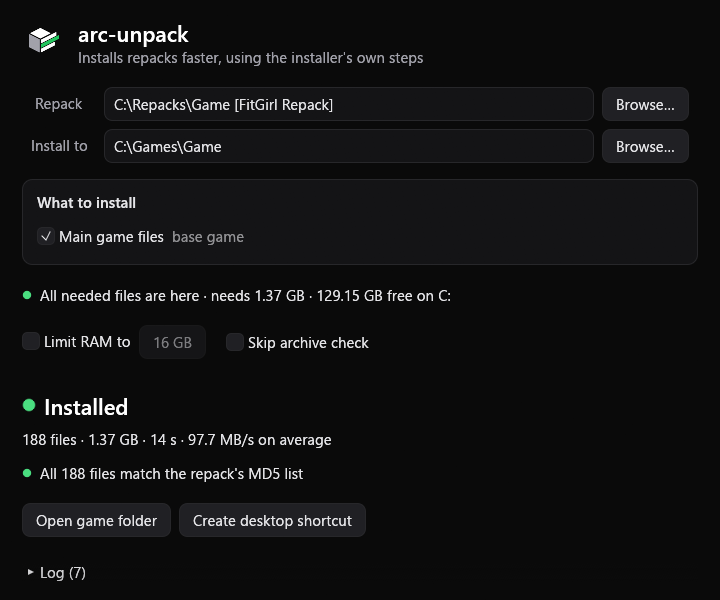 arc-unpack
Installs repacks faster, using the installer's own steps
Repack
C:\Repacks\Game [FitGirl Repack]
Browse...
Install to
C:\Games\Game
Browse...
What to install
Main game files base game
All needed files are here · needs 1.37 GB · 129.15 GB free on C:
Limit RAM to 16 GB Skip archive check
Installed
188 files · 1.37 GB · 14 s · 97.7 MB/s on average
All 188 files match the repack's MD5 list
Open game folder Create desktop shortcut
Log (7)